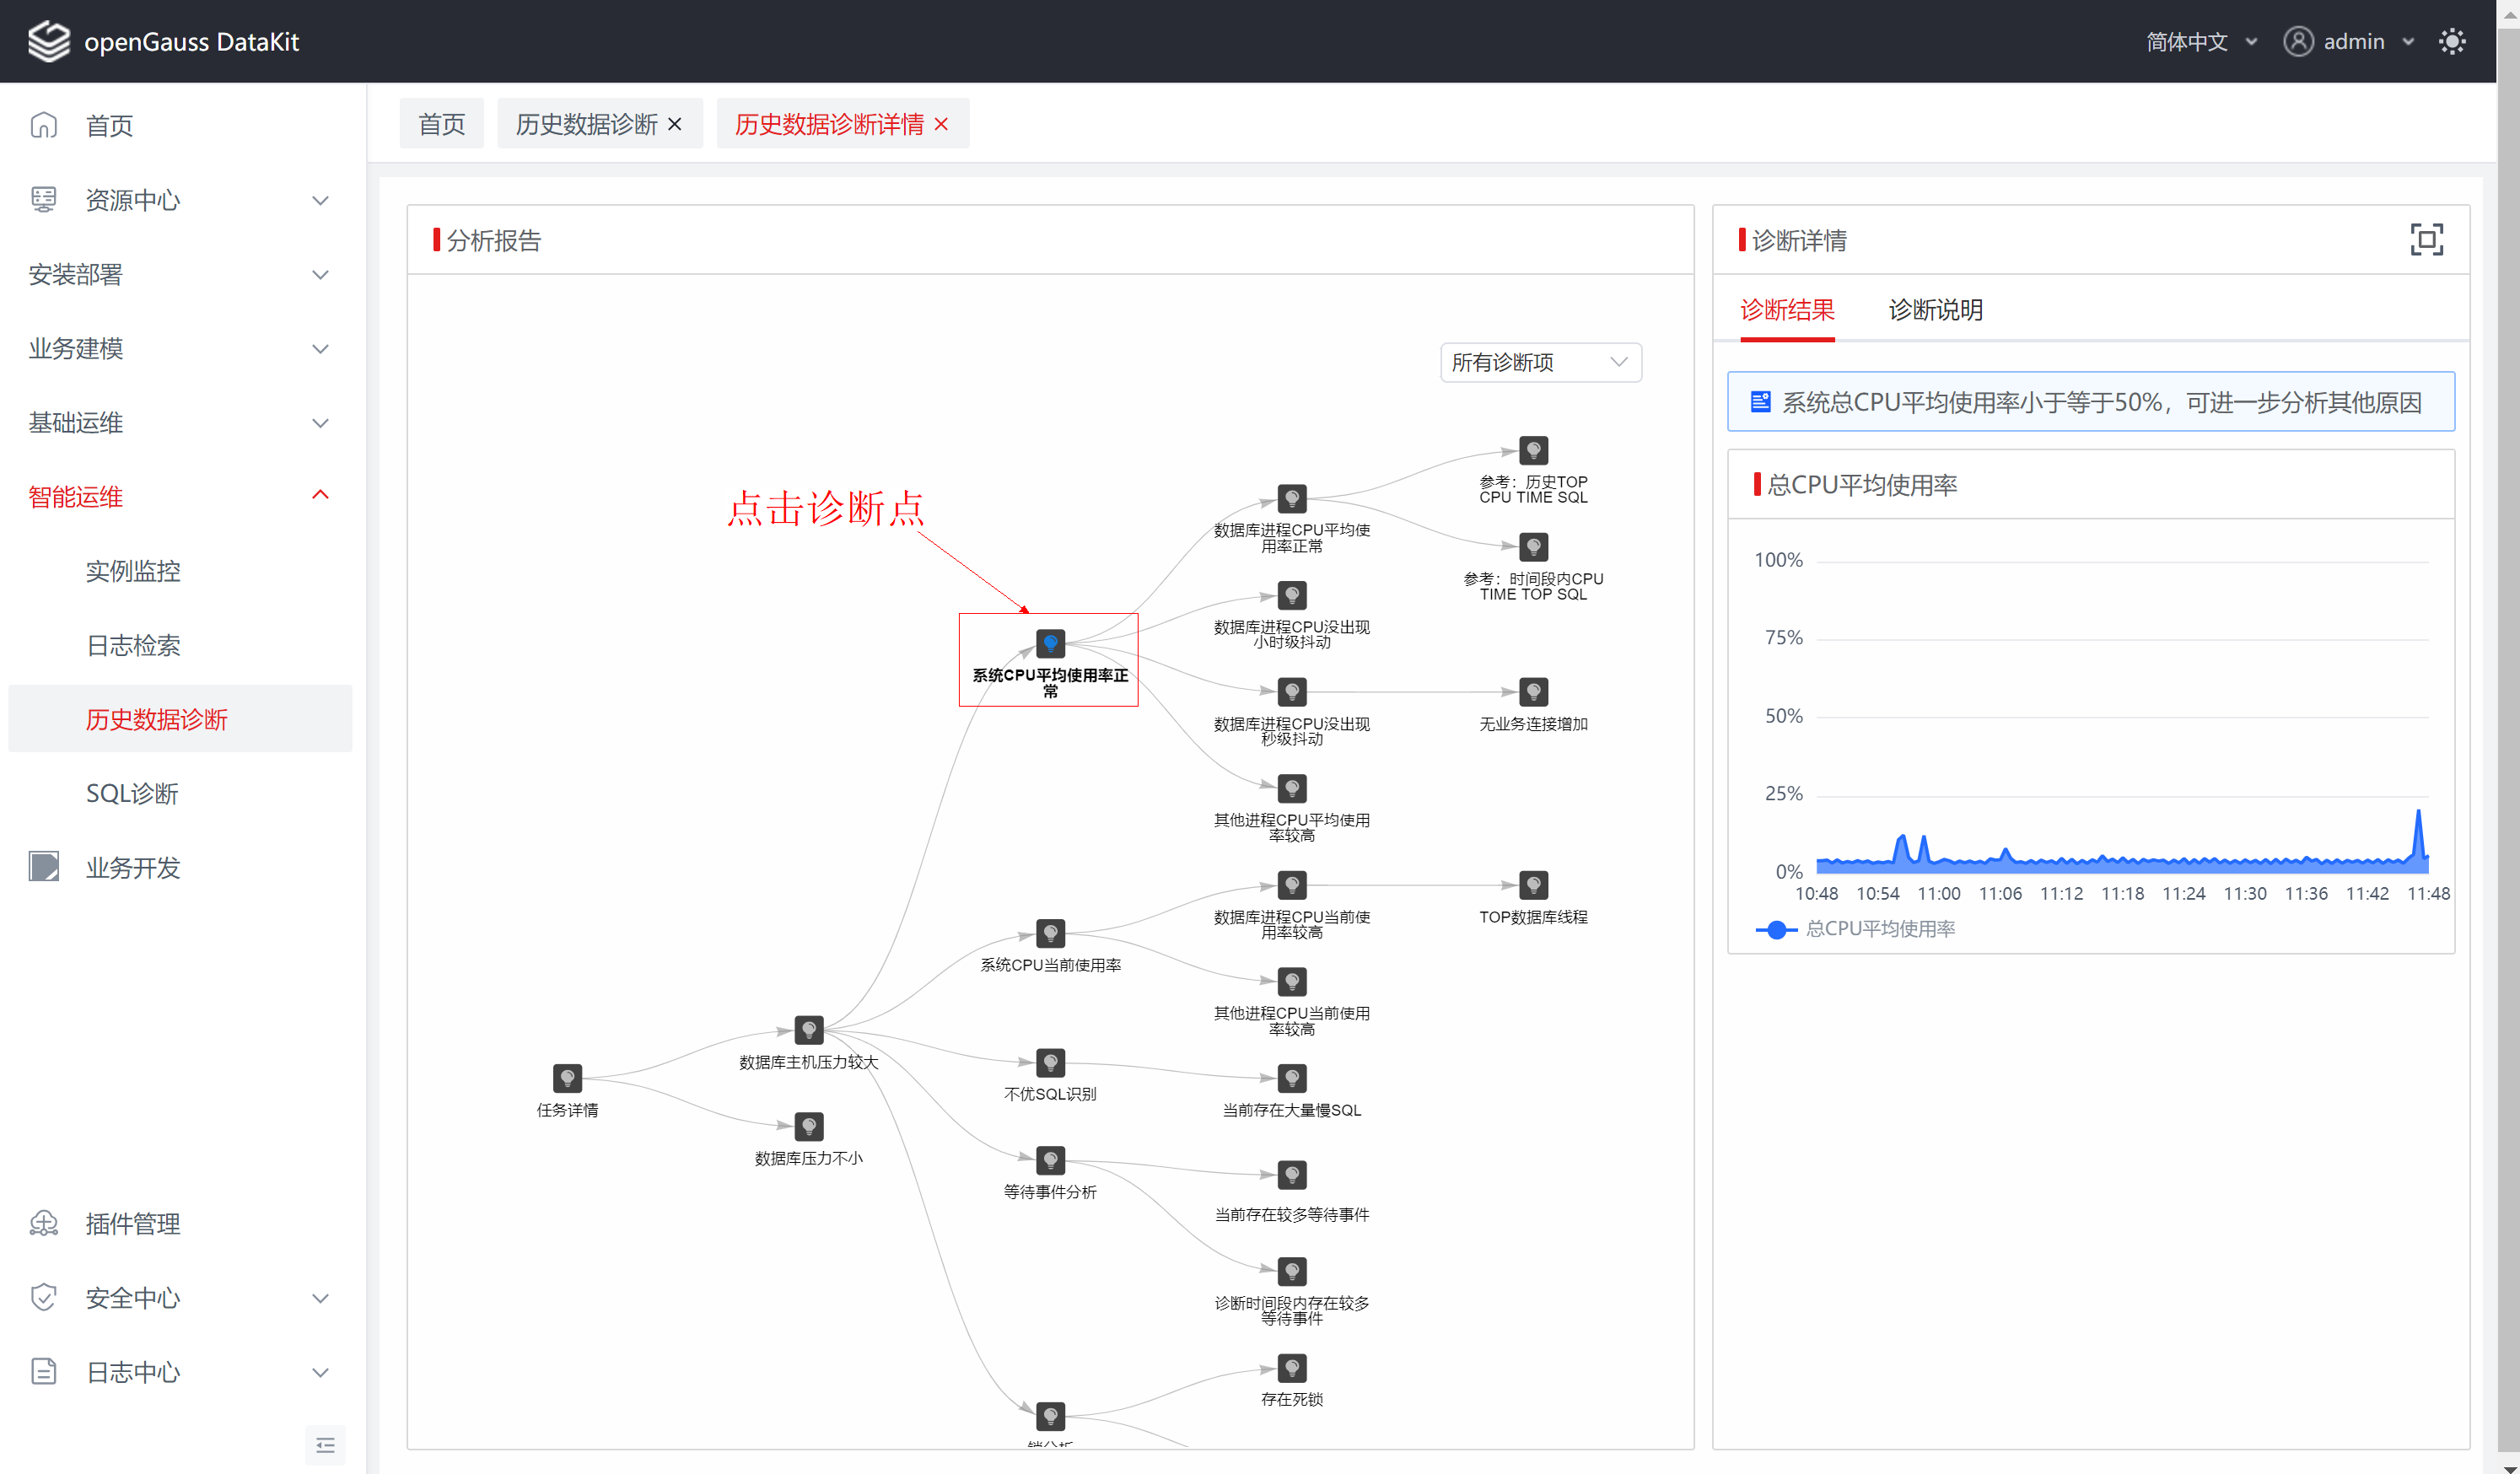 openGauss DataKit
简体中文
admin
首页
资源中心
安装部署
业务建模
基础运维
智能运维
实例监控
日志检索
历史数据诊断
SQL诊断
业务开发
插件管理
安全中心
日志中心
首页
历史数据诊断
历史数据诊断详情
分析报告
所有诊断项
点击诊断点
参考：历史TOP
CPU TIME SQL
数据库进程CPU平均使
用率正常
参考：时间段内CPU
TIME TOP SQL
数据库进程CPU没出现
小时级抖动
系统CPU平均使用率正
常
数据库进程CPU没出现
秒级抖动
无业务连接增加
其他进程CPU平均使用
率较高
数据库进程CPU当前使
用率较高
TOP数据库线程
系统CPU当前使用率
其他进程CPU当前使用
率较高
数据库主机压力较大
不优SQL识别
任务详情
当前存在大量慢SQL
数据库压力不小
等待事件分析
当前存在较多等待事件
诊断时间段内存在较多
等待事件
存在死锁
锁分析
诊断详情
诊断结果
诊断说明
系统总CPU平均使用率小于等于50%，可进一步分析其他原因
总CPU平均使用率
100%
75%
50%
25%
0%
10:48
10:54
11:00
11:06
11:12
11:18
11:24
11:30
11:36
11:42
11:48
总CPU平均使用率